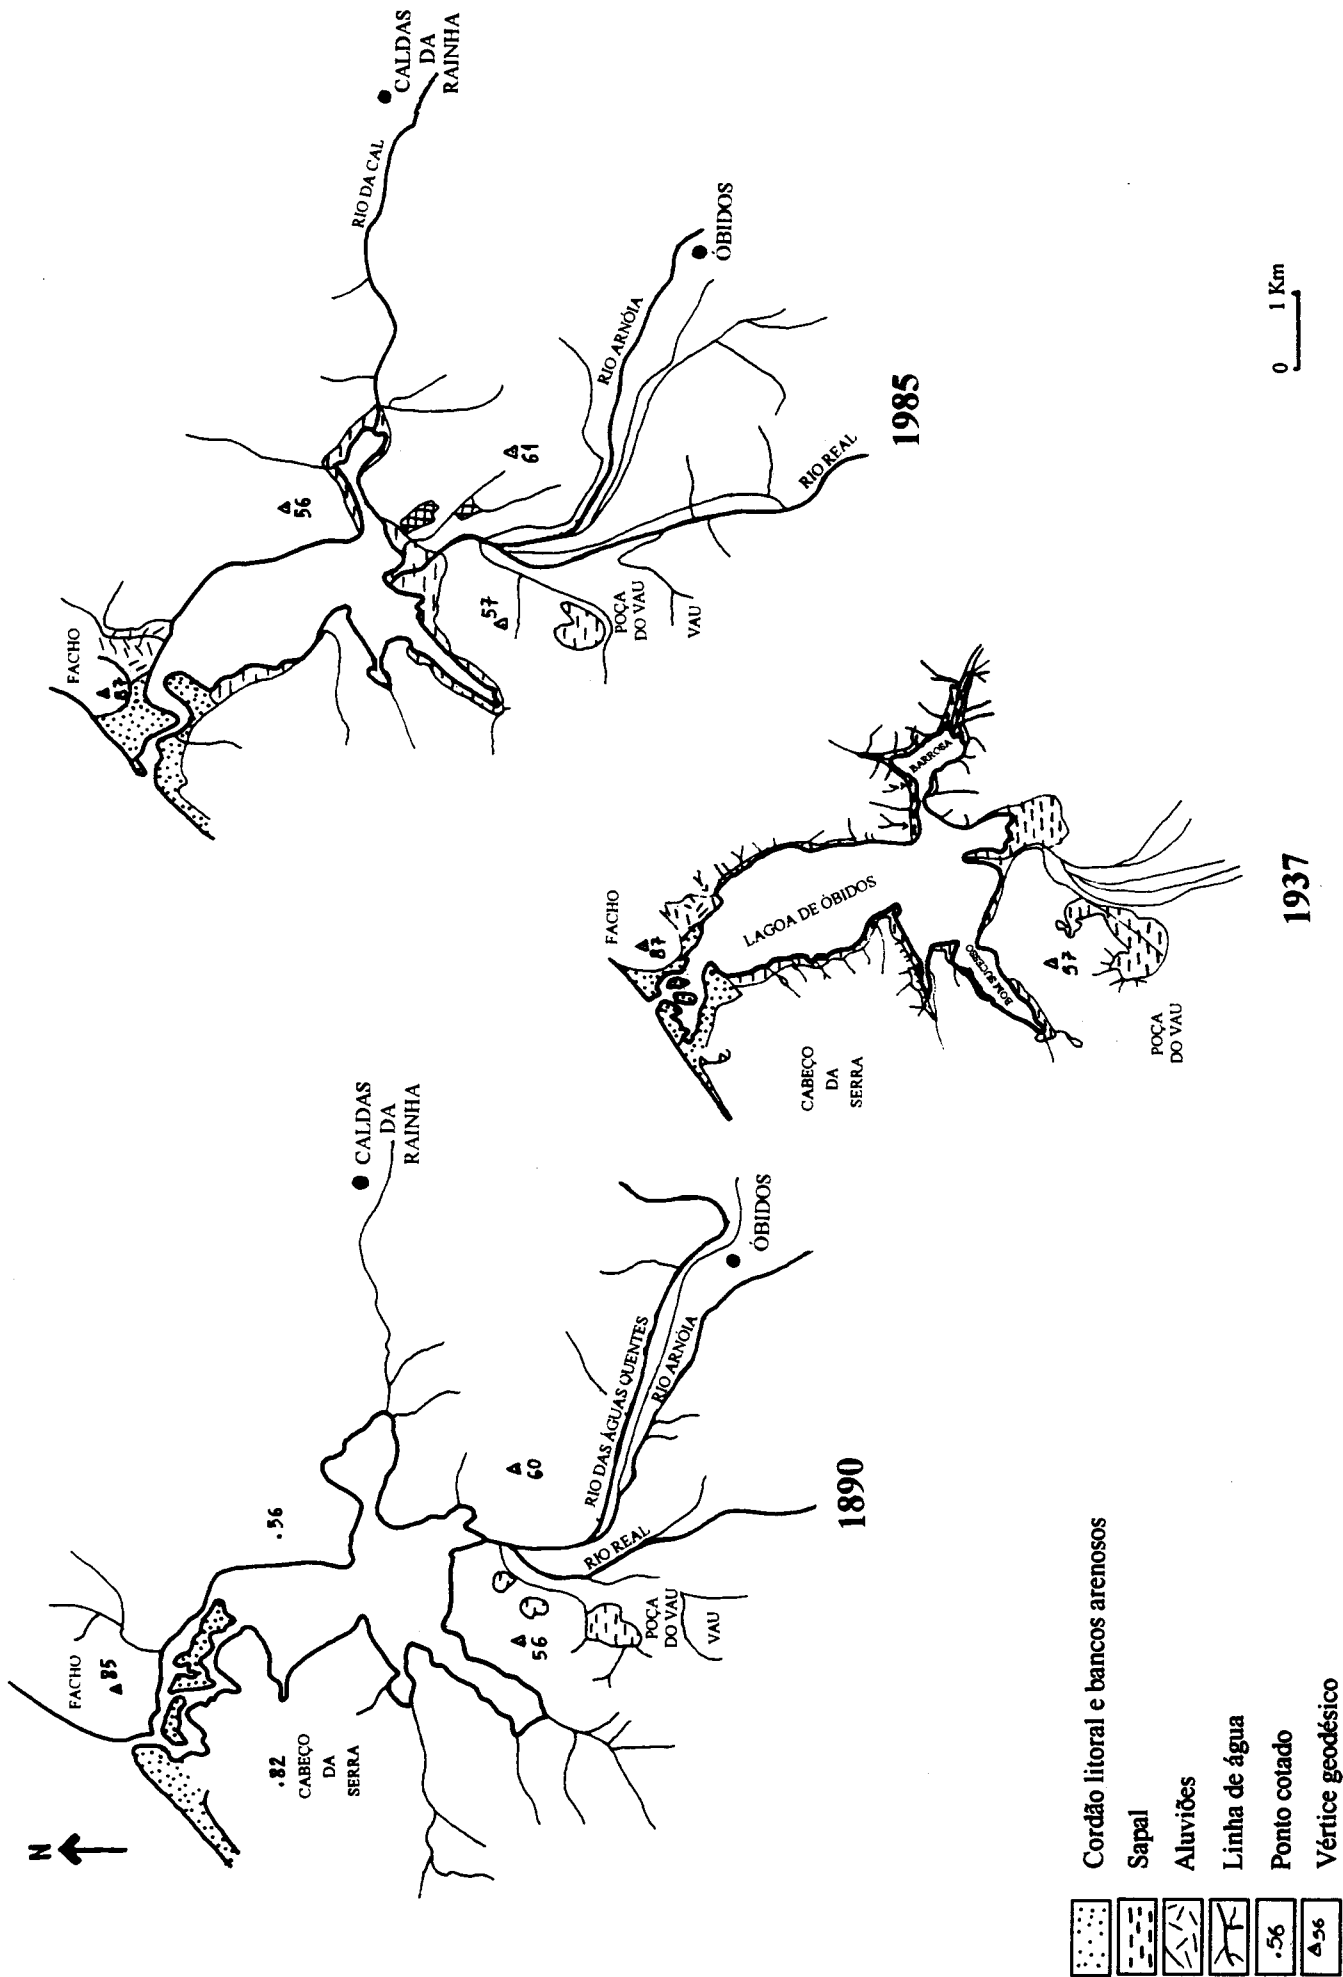 N
FACHO
85
.56
.82
CABEÇO
DA
SERRA
CALDAS
DA
RAINHA
60
56
RIO DAS ÁGUAS QUENTES
RIO ARNÓIA
RIO REAL
ÓBIDOS
POÇA
DO VAU
VAU
1890
FACHO
87
LAGOA DE ÓBIDOS
BARROSA
CABEÇO
DA
SERRA
BOM SUCESSO
57
POÇA
DO VAU
1937
FACHO
87
56
RIO DA CAL
CALDAS
DA
RAINHA
61
57
RIO ARNÓIA
ÓBIDOS
POÇA
DO VAU
VAU
RIO REAL
1985
0 1 Km
Cordão litoral e bancos arenosos
Sapal
Aluviões
Linha de água
.56 Ponto cotado
56 Vértice geodésico